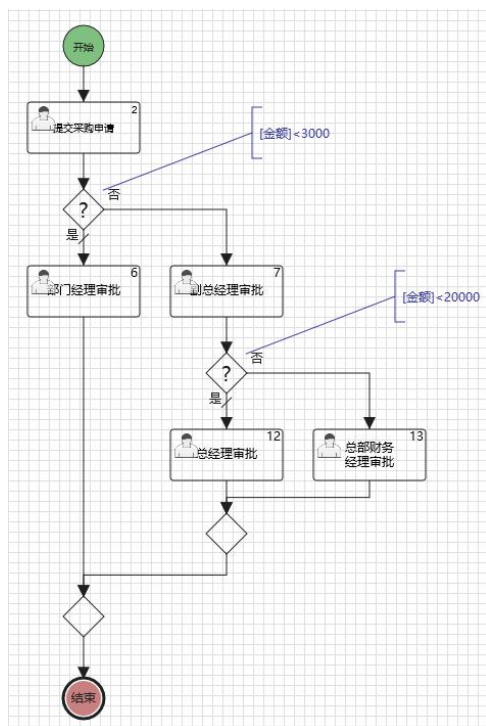 开始
2
提交采购申请
[金额]<3000
否
?
是
6
部门经理审批
7
副总经理审批
[金额]<20000
否
?
是
12
总经理审批
13
总部财务
经理审批
结束